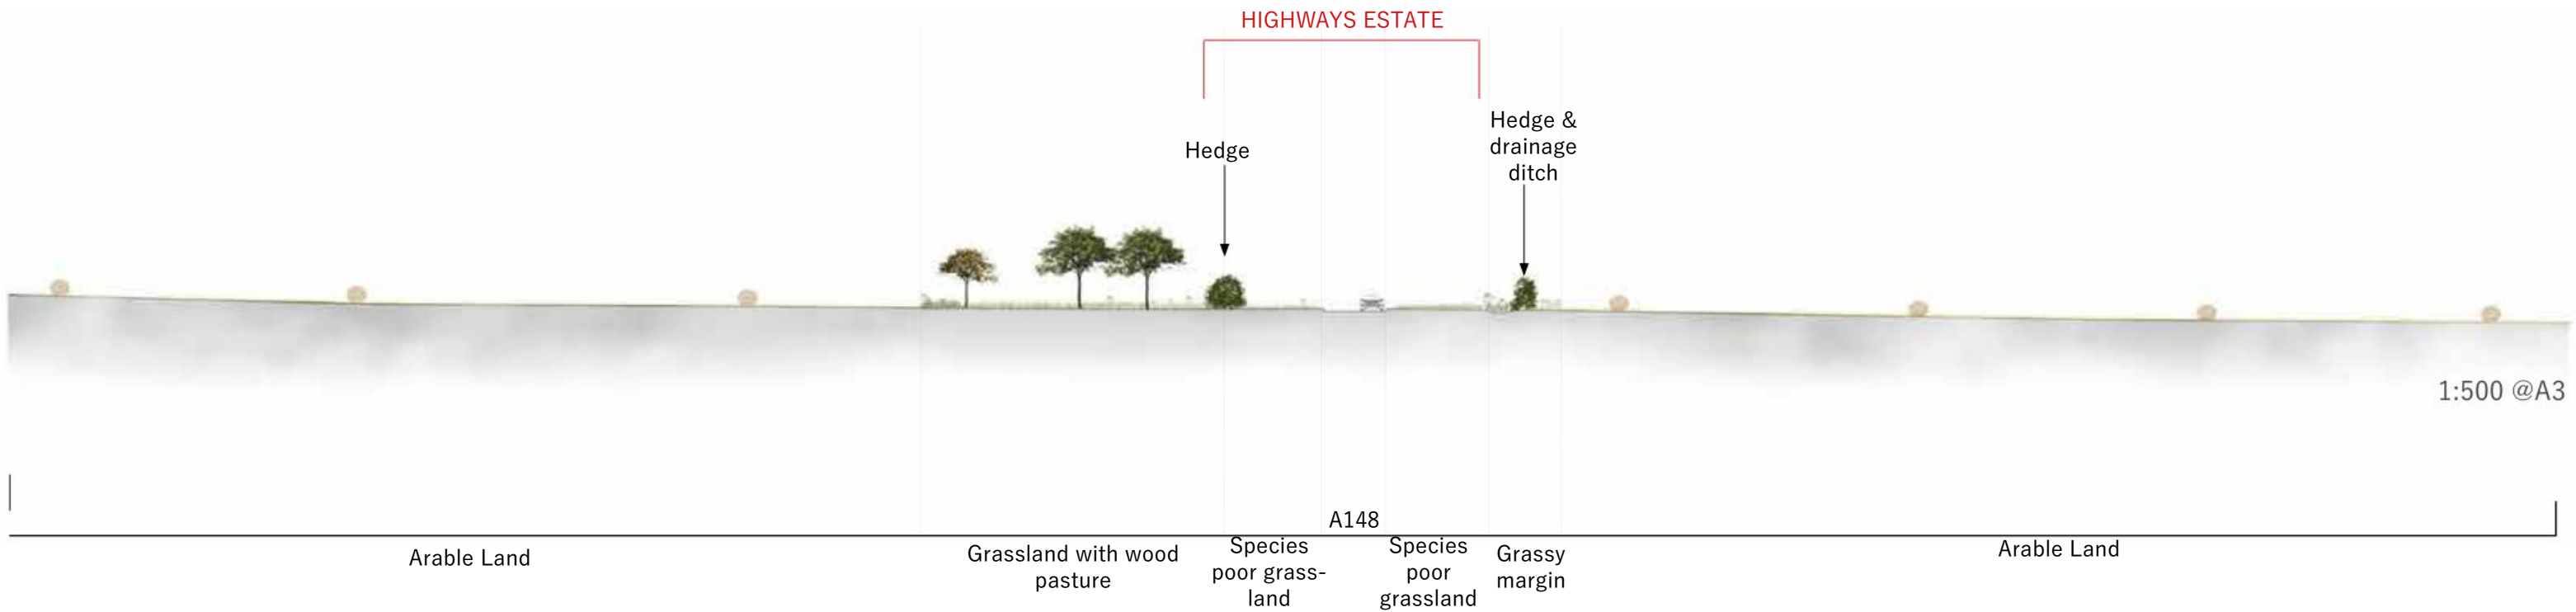 HIGHWAYS ESTATE
Hedge &
drainage
ditch
Hedge
1:500 @A3
A148
Arable Land
Grassland with wood
pasture
Species
poor grass-
land
Species
poor
grassland
Grassy
margin
Arable Land